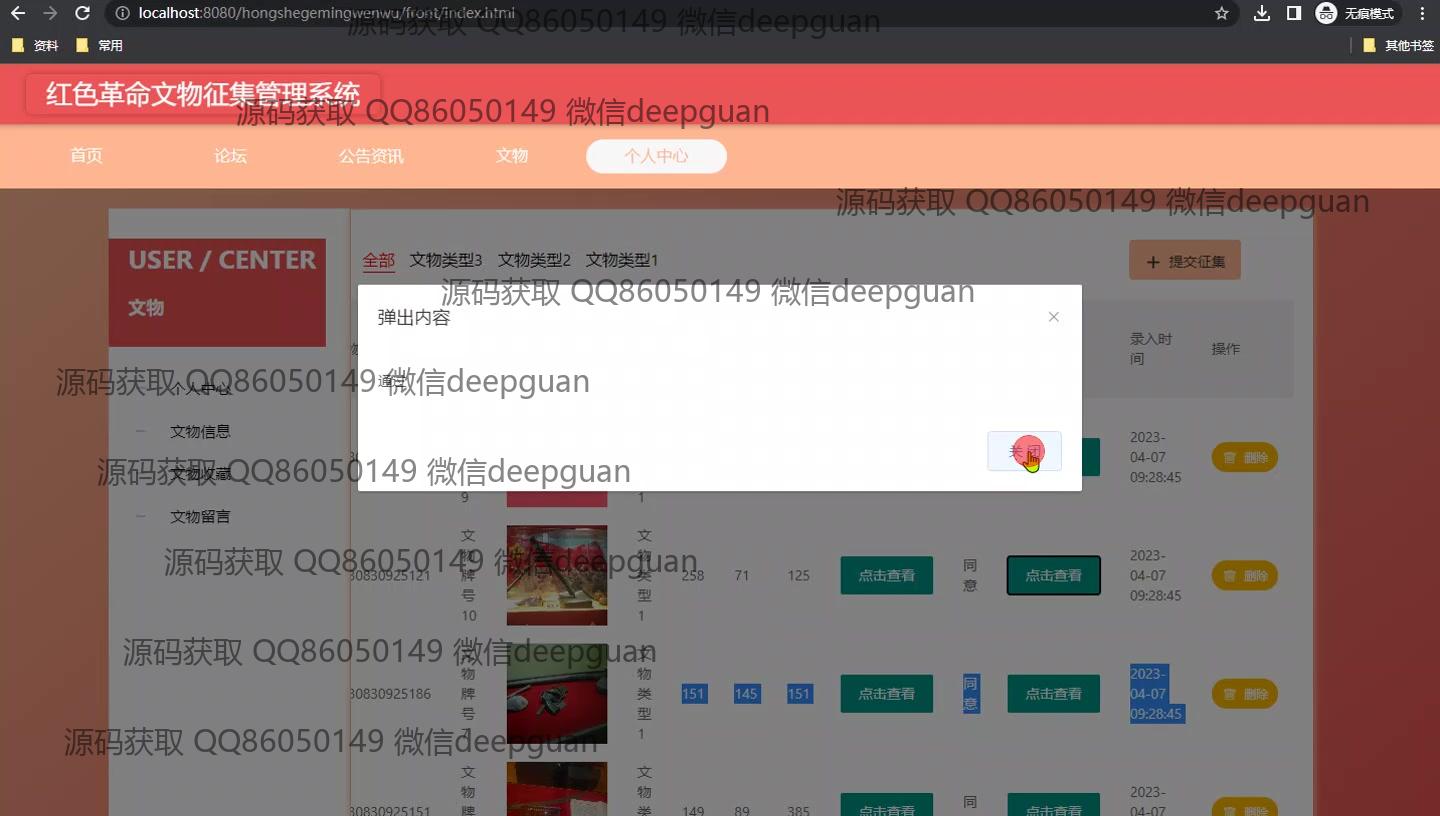 localhost:8080/hongshegemingwenwu/front/index.html
无痕模式
资料
常用
其他书签
源码获取 QQ86050149 微信deepguan
红色革命文物征集管理系统
源码获取 QQ86050149 微信deepguan
首页
论坛
公告资讯
文物
个人中心
源码获取 QQ86050149 微信deepguan
USER / CENTER
文物
全部
文物类型3
文物类型2
文物类型1
+ 提交征集
源码获取 QQ86050149 微信deepguan
弹出内容
录入时
间
操作
源码获取 QQ86050149 微信deepguan
个人中心
通过
文物信息
关闭
2023-
04-07
09:28:45
删除
源码获取 QQ86050149 微信deepguan
文物收藏
9
1
文物留言
源码获取 QQ86050149 微信deepguan
30830925121
文
物
牌
号
10
文
物
类
型
1
258
71
125
点击查看
同
意
点击查看
2023-
04-07
09:28:45
删除
源码获取 QQ86050149 微信deepguan
30830925186
物
牌
号
物
类
型
1
151
145
151
点击查看
同
意
点击查看
2023-
04-07
09:28:45
删除
源码获取 QQ86050149 微信deepguan
30830925151
文
物
牌
文
物
类
149
89
385
点击查看
同
点击查看
2023-
04-07
删除